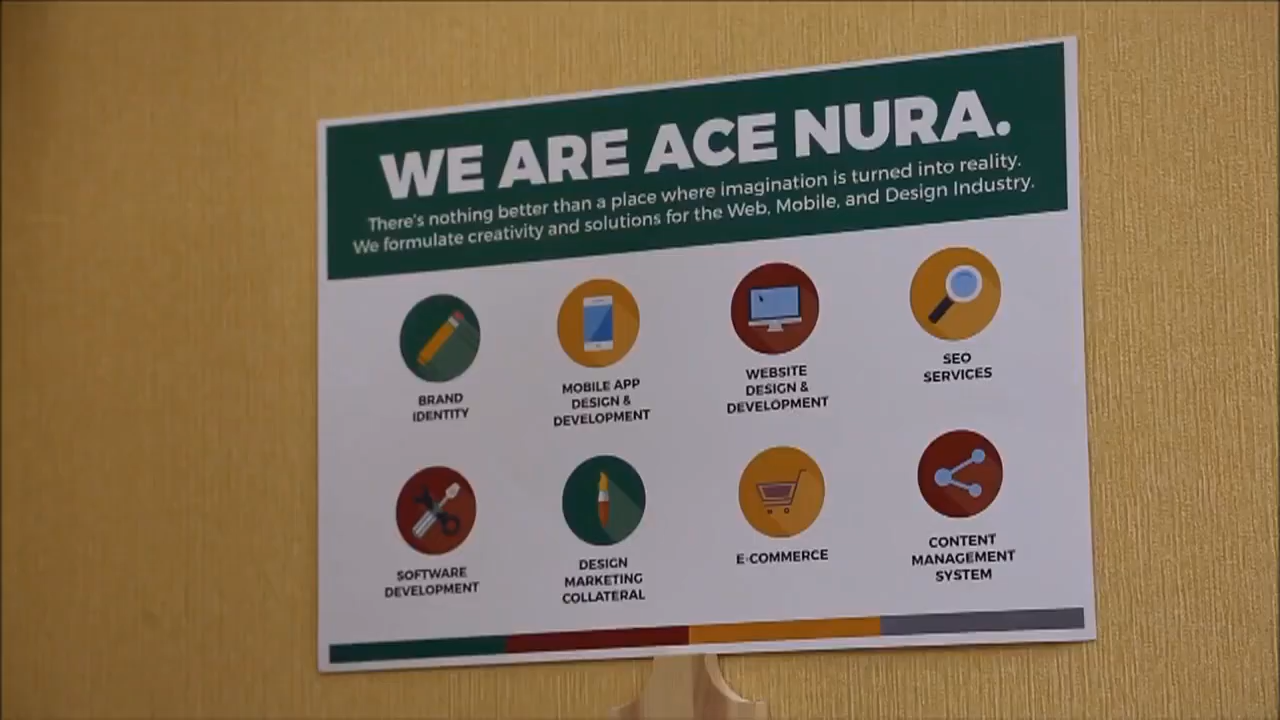 WE ARE ACE NURA.
There's nothing better than a place where imagination is turned into reality.
We formulate creativity and solutions for the Web, Mobile, and Design Industry.
BRAND
IDENTITY
MOBILE APP
DESIGN &
DEVELOPMENT
WEBSITE
DESIGN &
DEVELOPMENT
SEO
SERVICES
SOFTWARE
DEVELOPMENT
DESIGN
MARKETING
COLLATERAL
E-COMMERCE
CONTENT
MANAGEMENT
SYSTEM